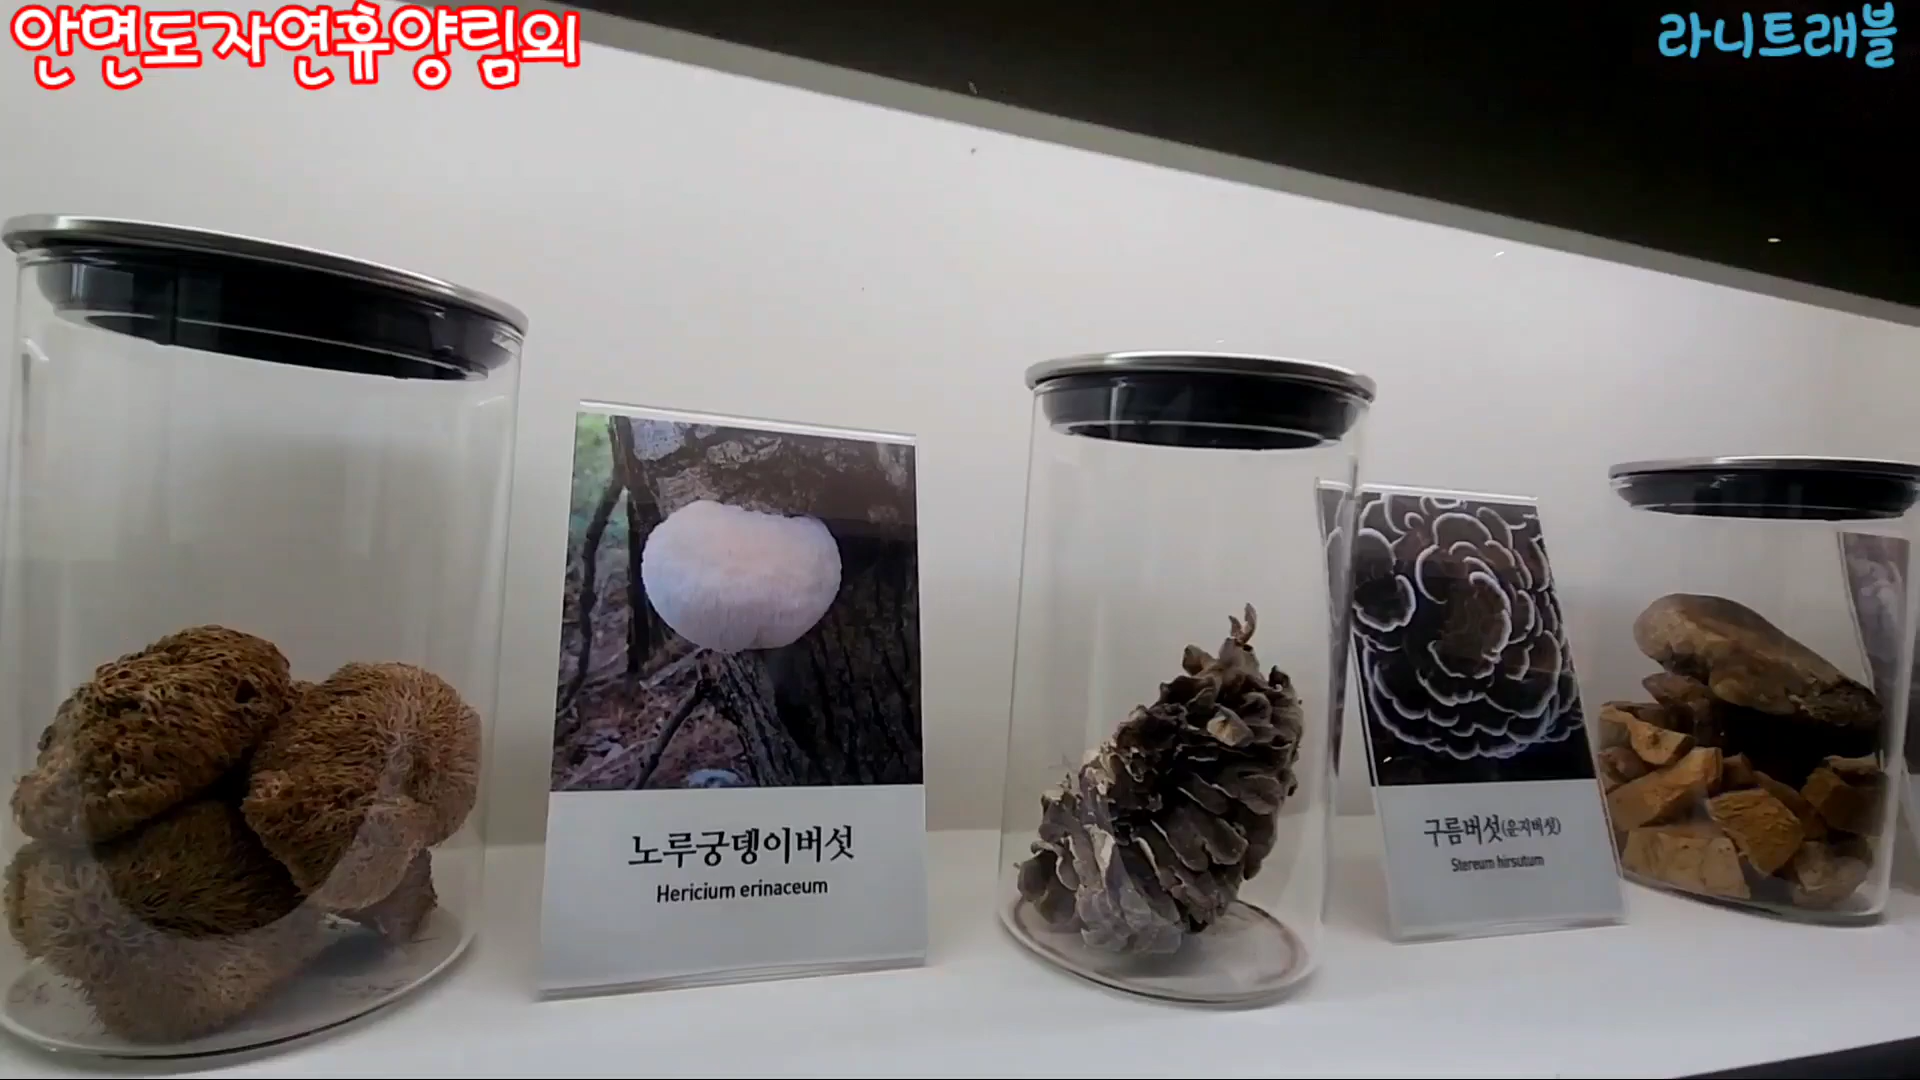 안면도자연휴양림외
라니트래블
노루궁뎅이버섯
Hericium erinaceum
구름버섯(운지버섯)
Stereum hirsutum